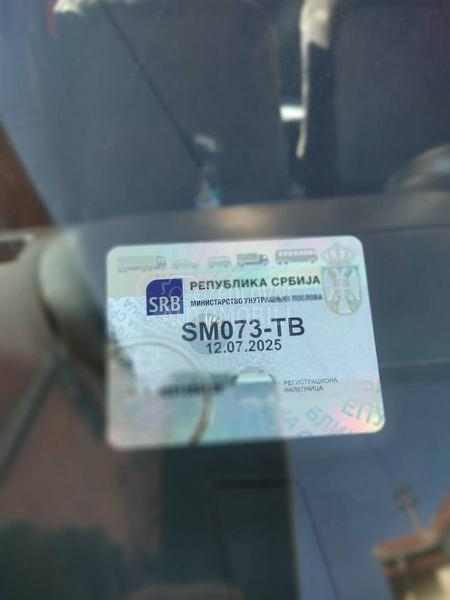 SRB
РЕПУБЛИКА СРБИЈА
МИНИСТАРСТВО УНУТРАШЊИХ ПОСЛОВА
SM073-TB
12.07.2025
РЕГИСТРАЦИОНА
НАЛЕПНИЦА